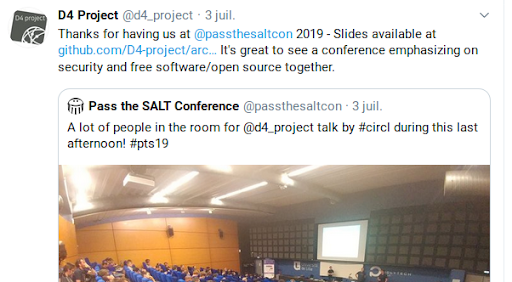 D4 Project @d4_project · 3 juil.
Thanks for having us at @passthesaltcon 2019 - Slides available at
github.com/D4-project/arc... It's great to see a conference emphasizing on
security and free software/open source together.
Pass the SALT Conference @passthesaltcon · 3 juil.
A lot of people in the room for @d4_project talk by #circl during this last
afternoon! #pts19
D4 project